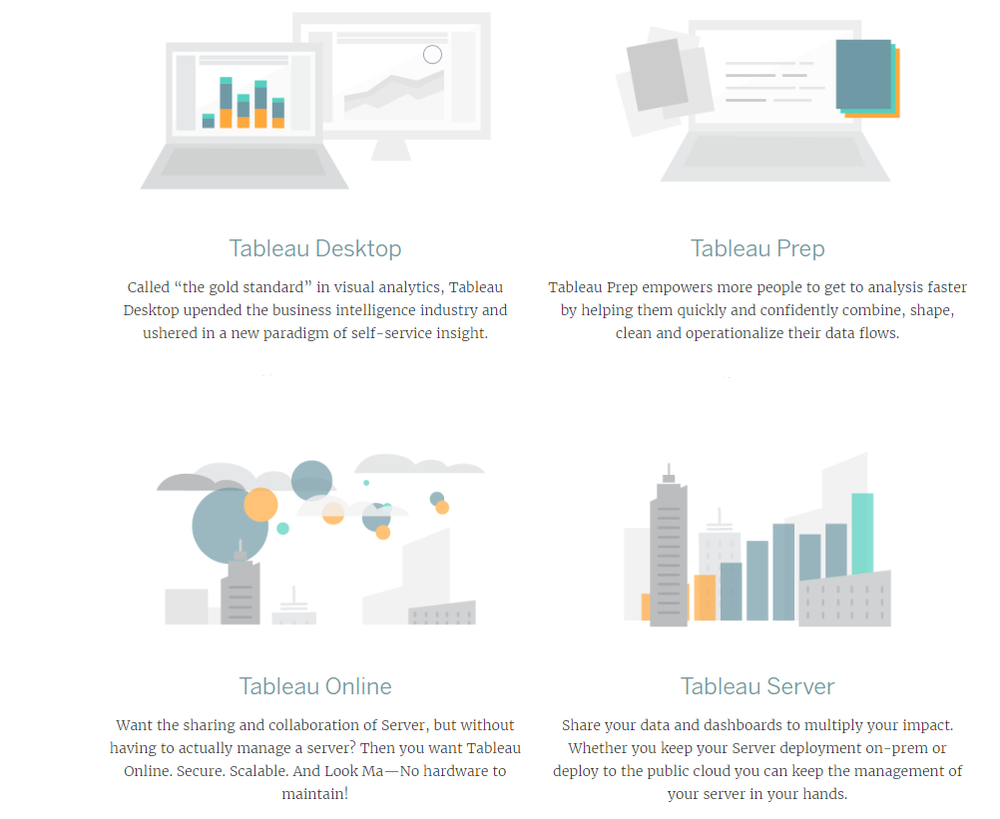 Tableau Desktop
Called “the gold standard” in visual analytics, Tableau
Desktop upended the business intelligence industry and
ushered in a new paradigm of self-service insight.
Tableau Prep
Tableau Prep empowers more people to get to analysis faster
by helping them quickly and confidently combine, shape,
clean and operationalize their data flows.
Tableau Online
Want the sharing and collaboration of Server, but without
having to actually manage a server? Then you want Tableau
Online. Secure. Scalable. And Look Ma—No hardware to
maintain!
Tableau Server
Share your data and dashboards to multiply your impact.
Whether you keep your Server deployment on-prem or
deploy to the public cloud you can keep the management of
your server in your hands.